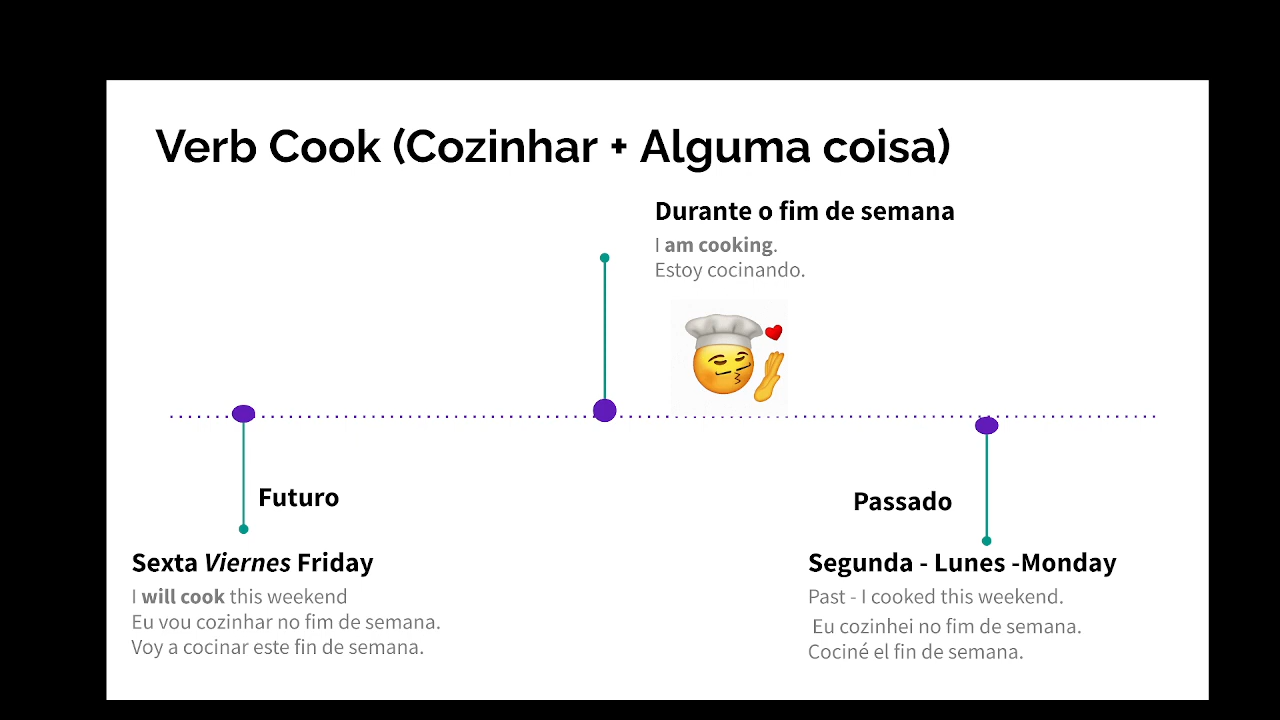 Verb Cook (Cozinhar + Alguma coisa)
Durante o fim de semana
I am cooking.
Estoy cocinando.
Futuro
Sexta Viernes Friday
I will cook this weekend
Eu vou cozinhar no fim de semana.
Voy a cocinar este fin de semana.
Passado
Segunda - Lunes -Monday
Past - I cooked this weekend.
Eu cozinhei no fim de semana.
Cociné el fin de semana.